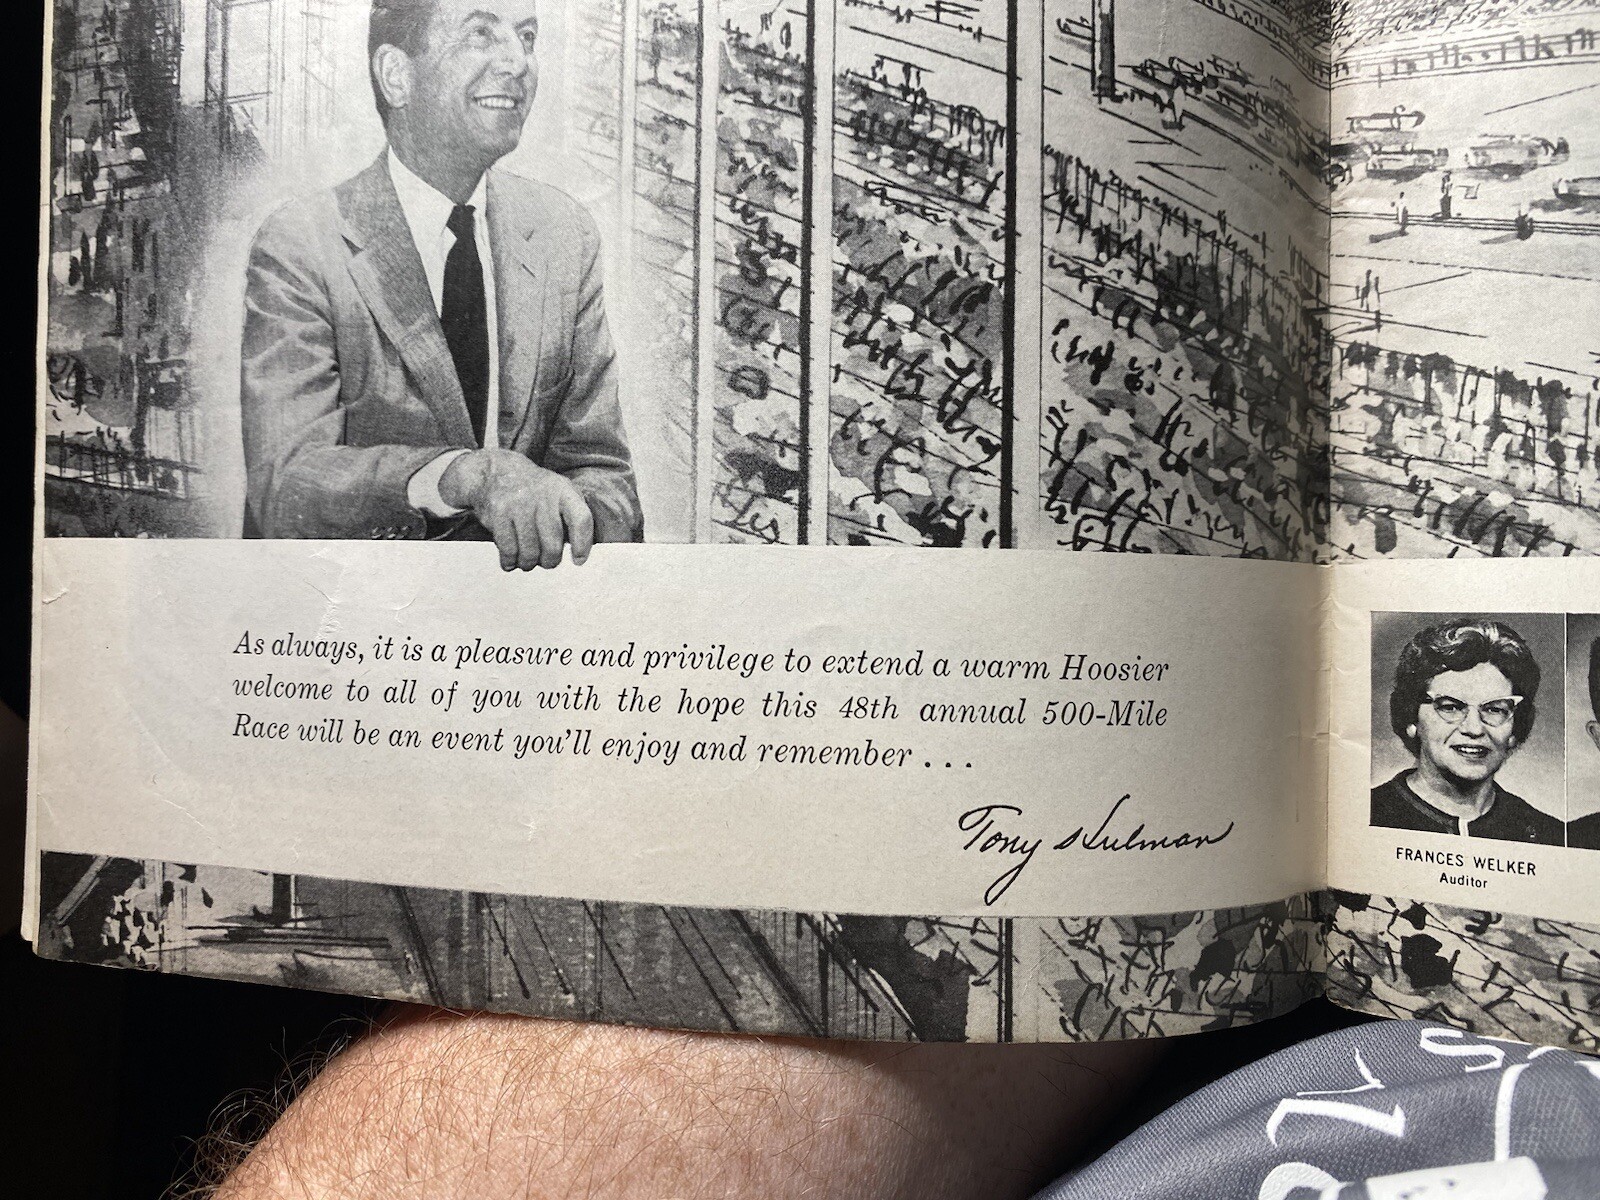 As always, it is a pleasure and privilege to extend a warm Hoosier
welcome to all of you with the hope this 48th annual 500-Mile
Race will be an event you'll enjoy and remember . . .
Tony Hulman
FRANCES WELKER
Auditor